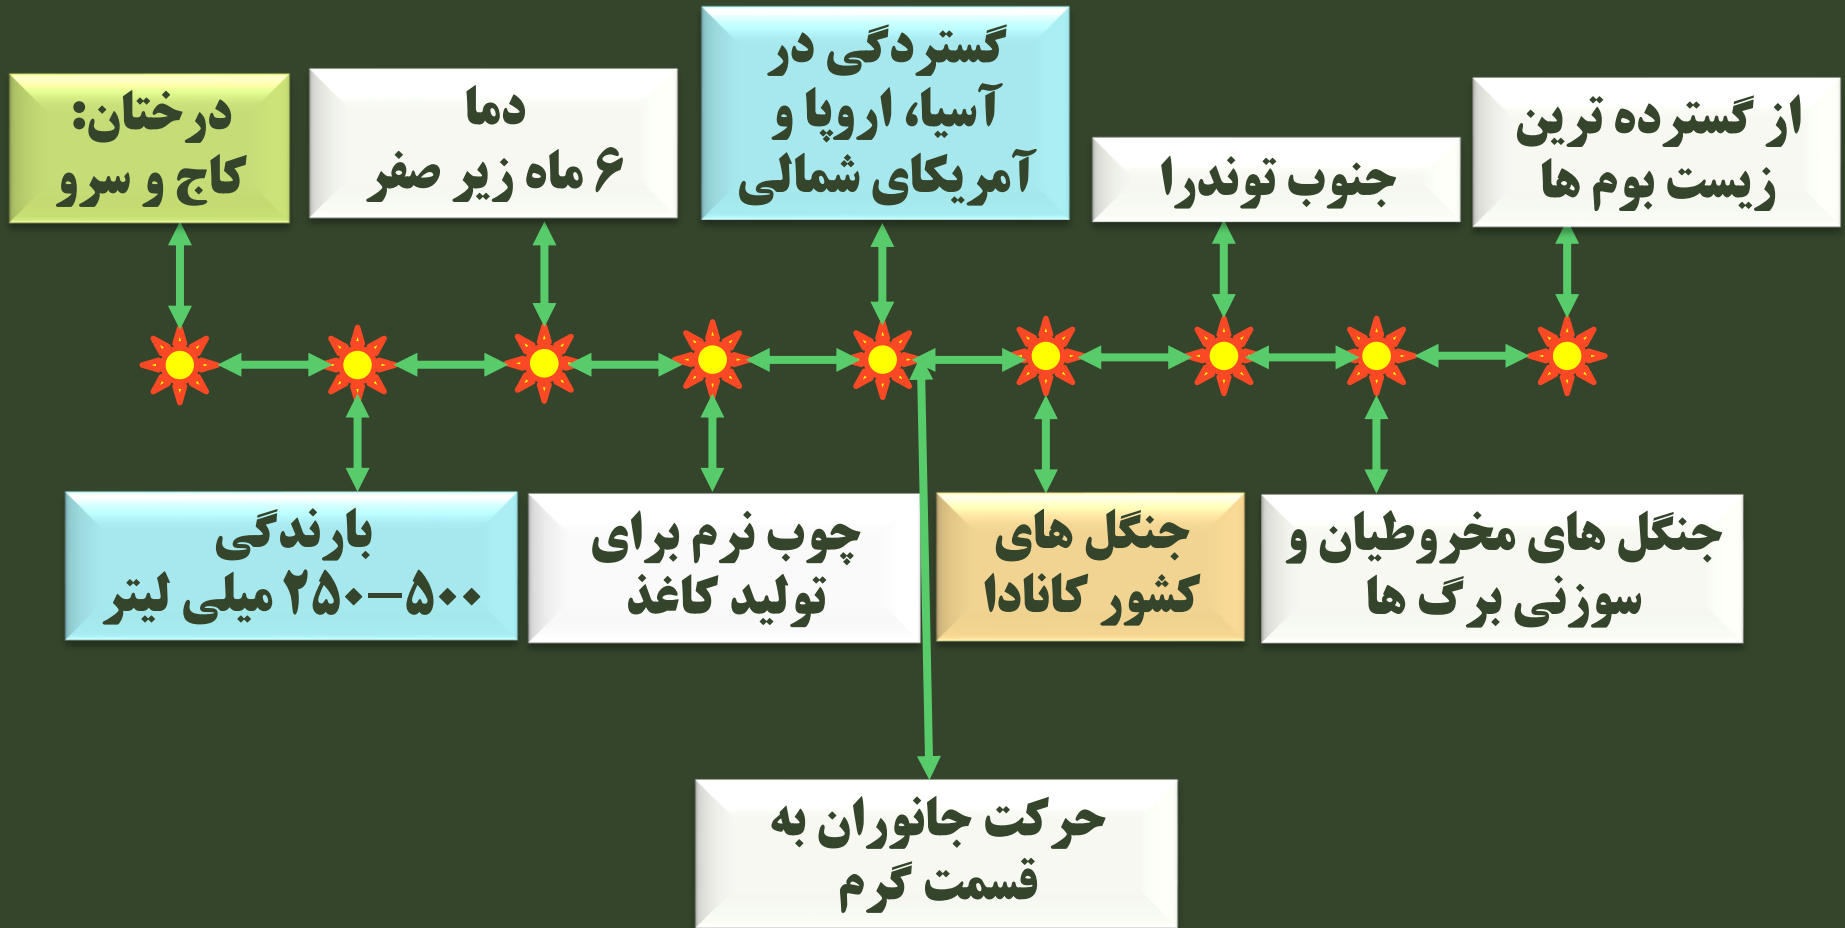 از گسترده ترین
زیست بوم ها
جنوب توندرا
گستردگی در
آسیا، اروپا و
آمریکای شمالی
دما
۶ ماه زیر صفر
درختان:
کاج و سرو
جنگل های مخروطیان و
سوزنی برگ ها
جنگل های
کشور کانادا
چوب نرم برای
تولید کاغذ
بارندگی
۲۵۰-۵۰۰ میلی لیتر
حرکت جانوران به
قسمت گرم